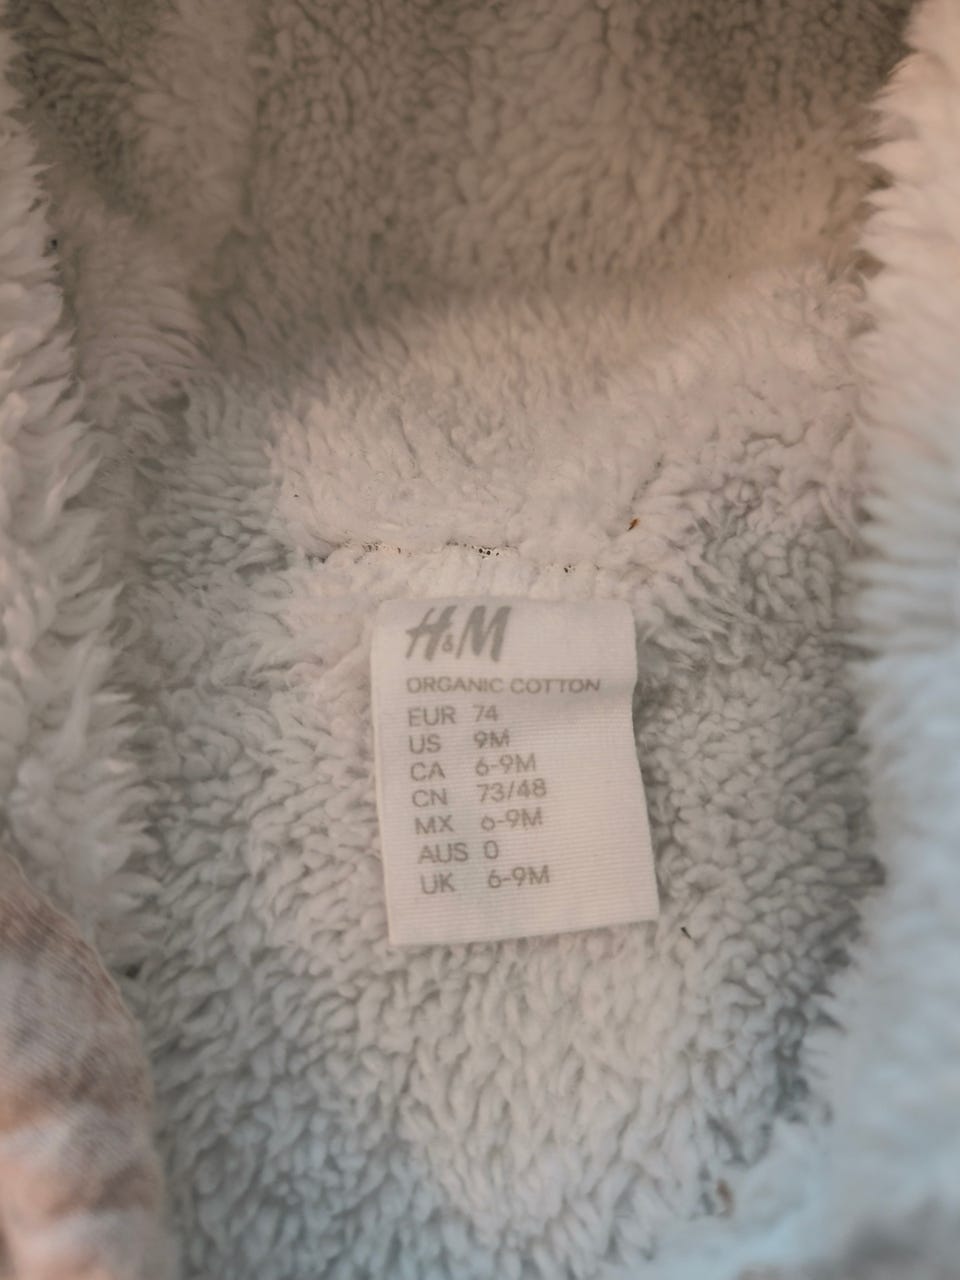 H&M
ORGANIC COTTON
EUR 74
US 9M
CA 6-9M
CN 73/48
MX 6-9M
AUS 0
UK 6-9M